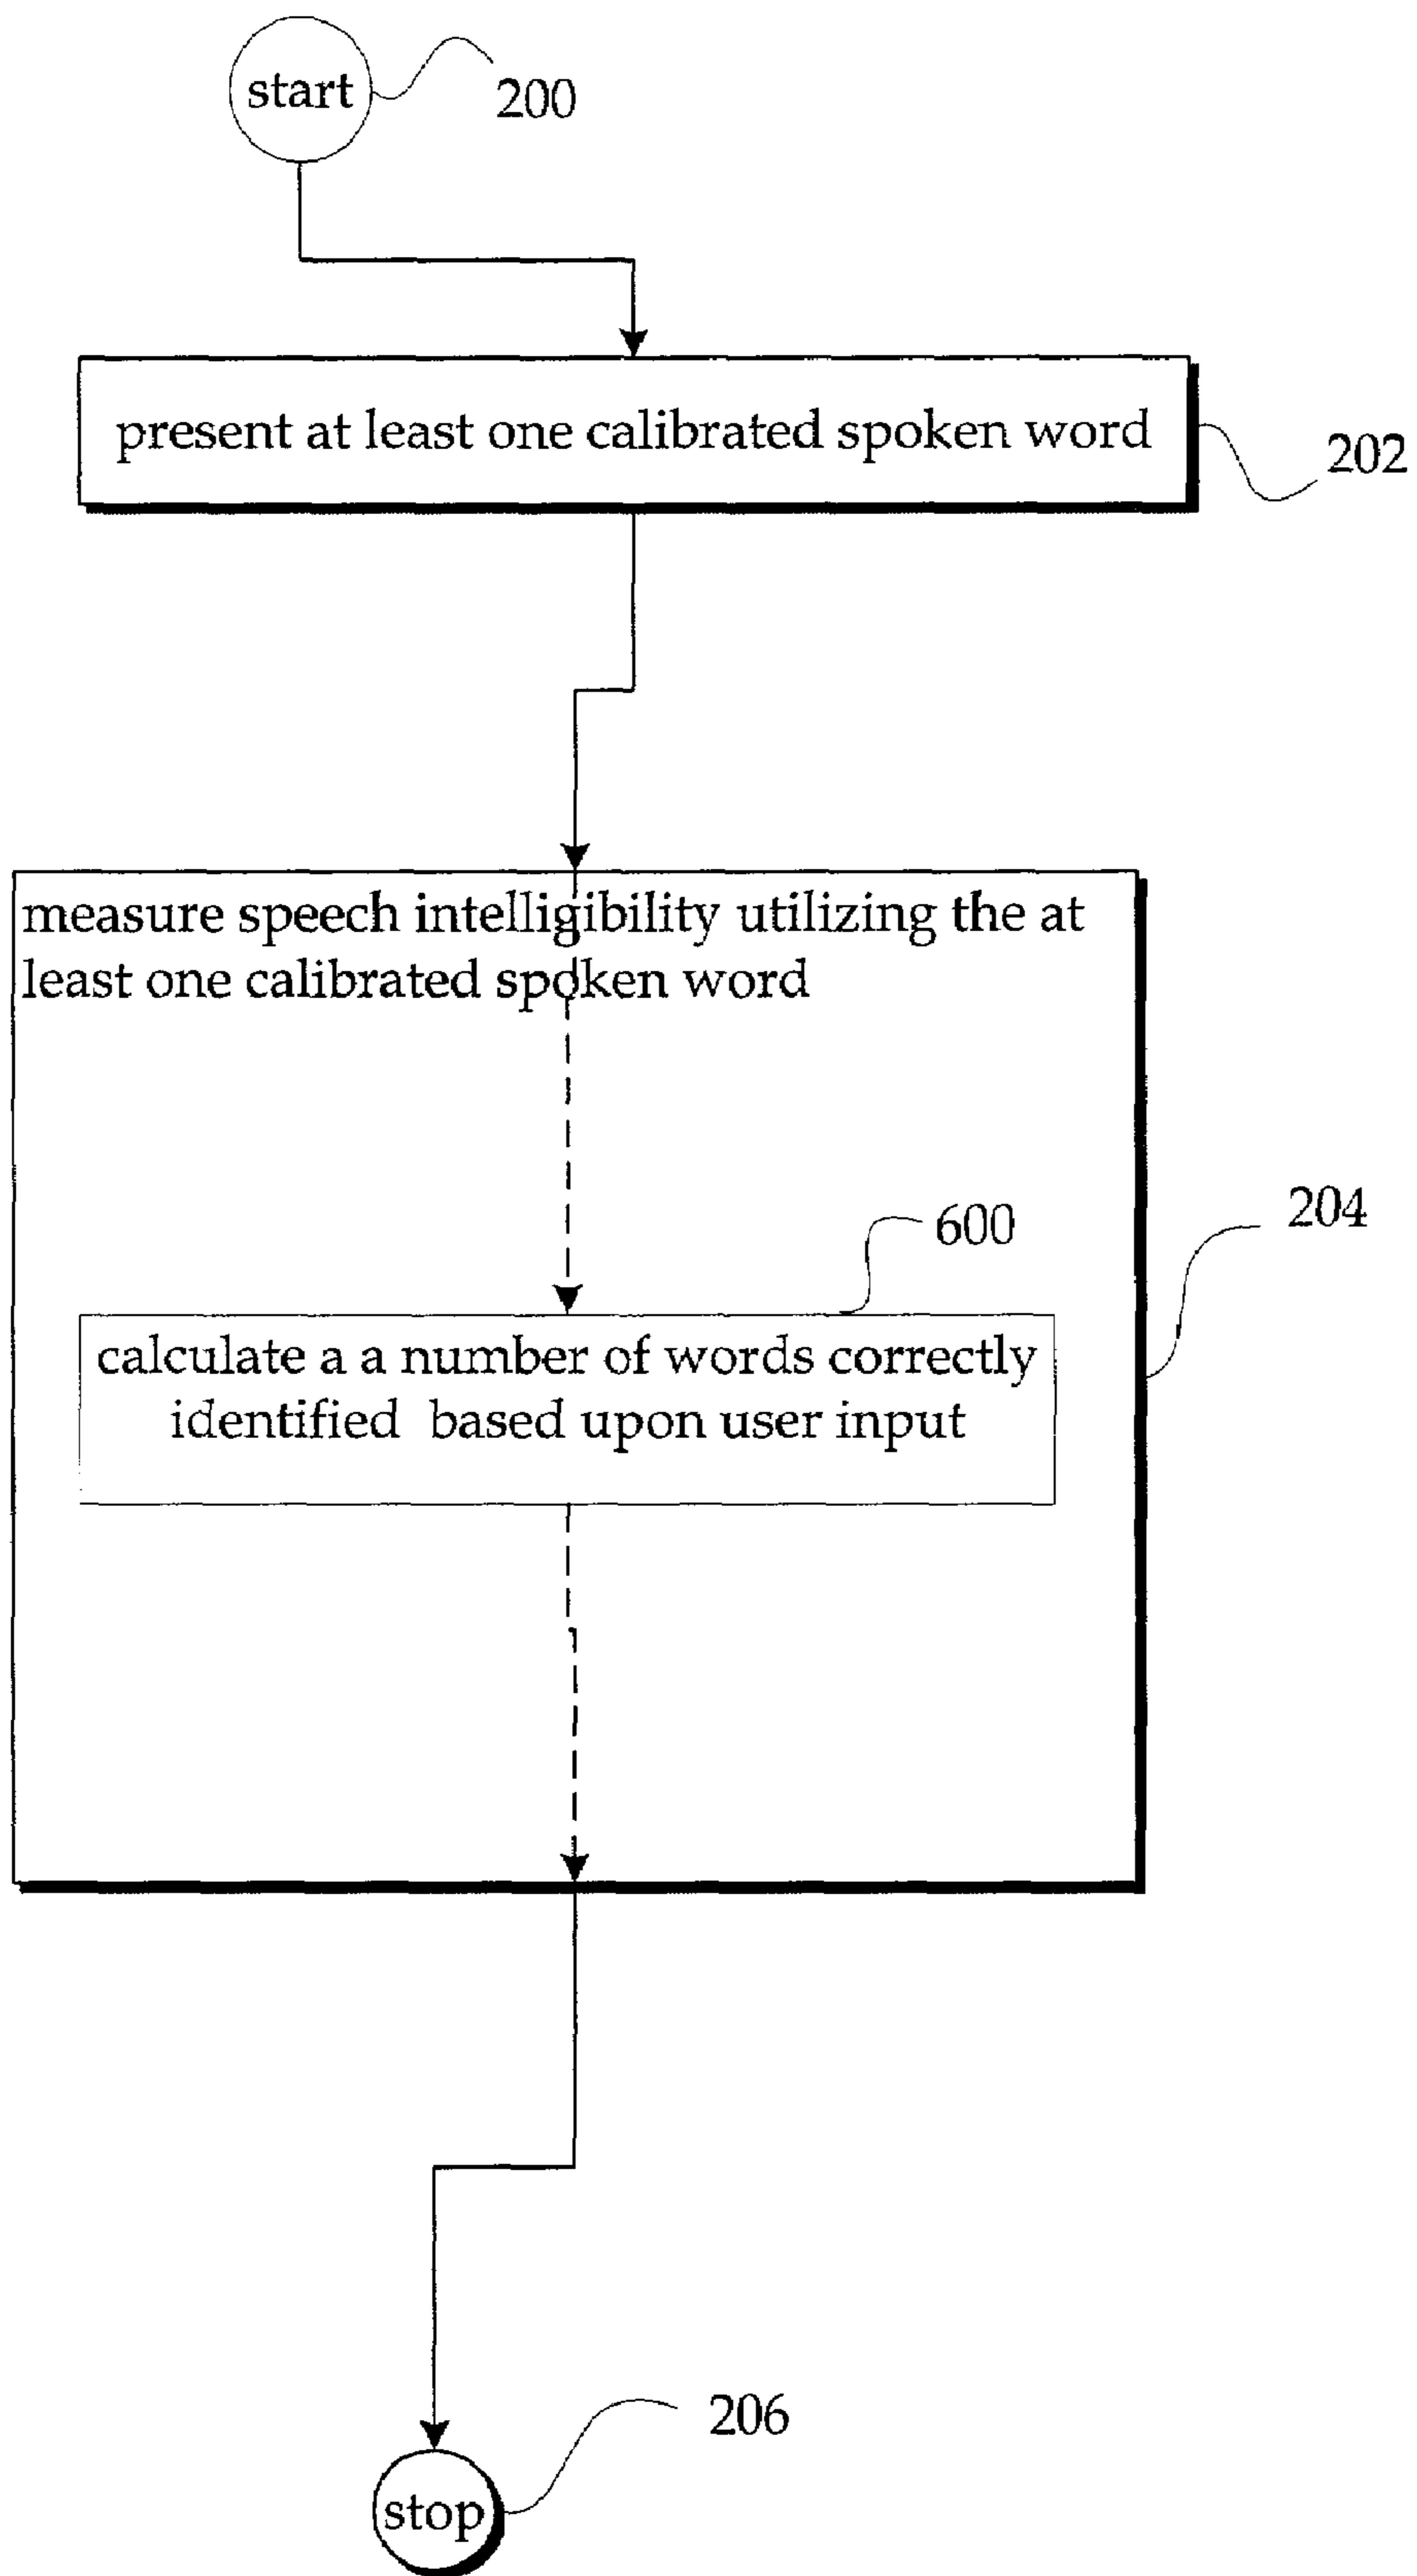 start
200
present at least one calibrated spoken word
202
measure speech intelligibility utilizing the at
least one calibrated spoken word
204
600
calculate a a number of words correctly
identified based upon user input
206
stop